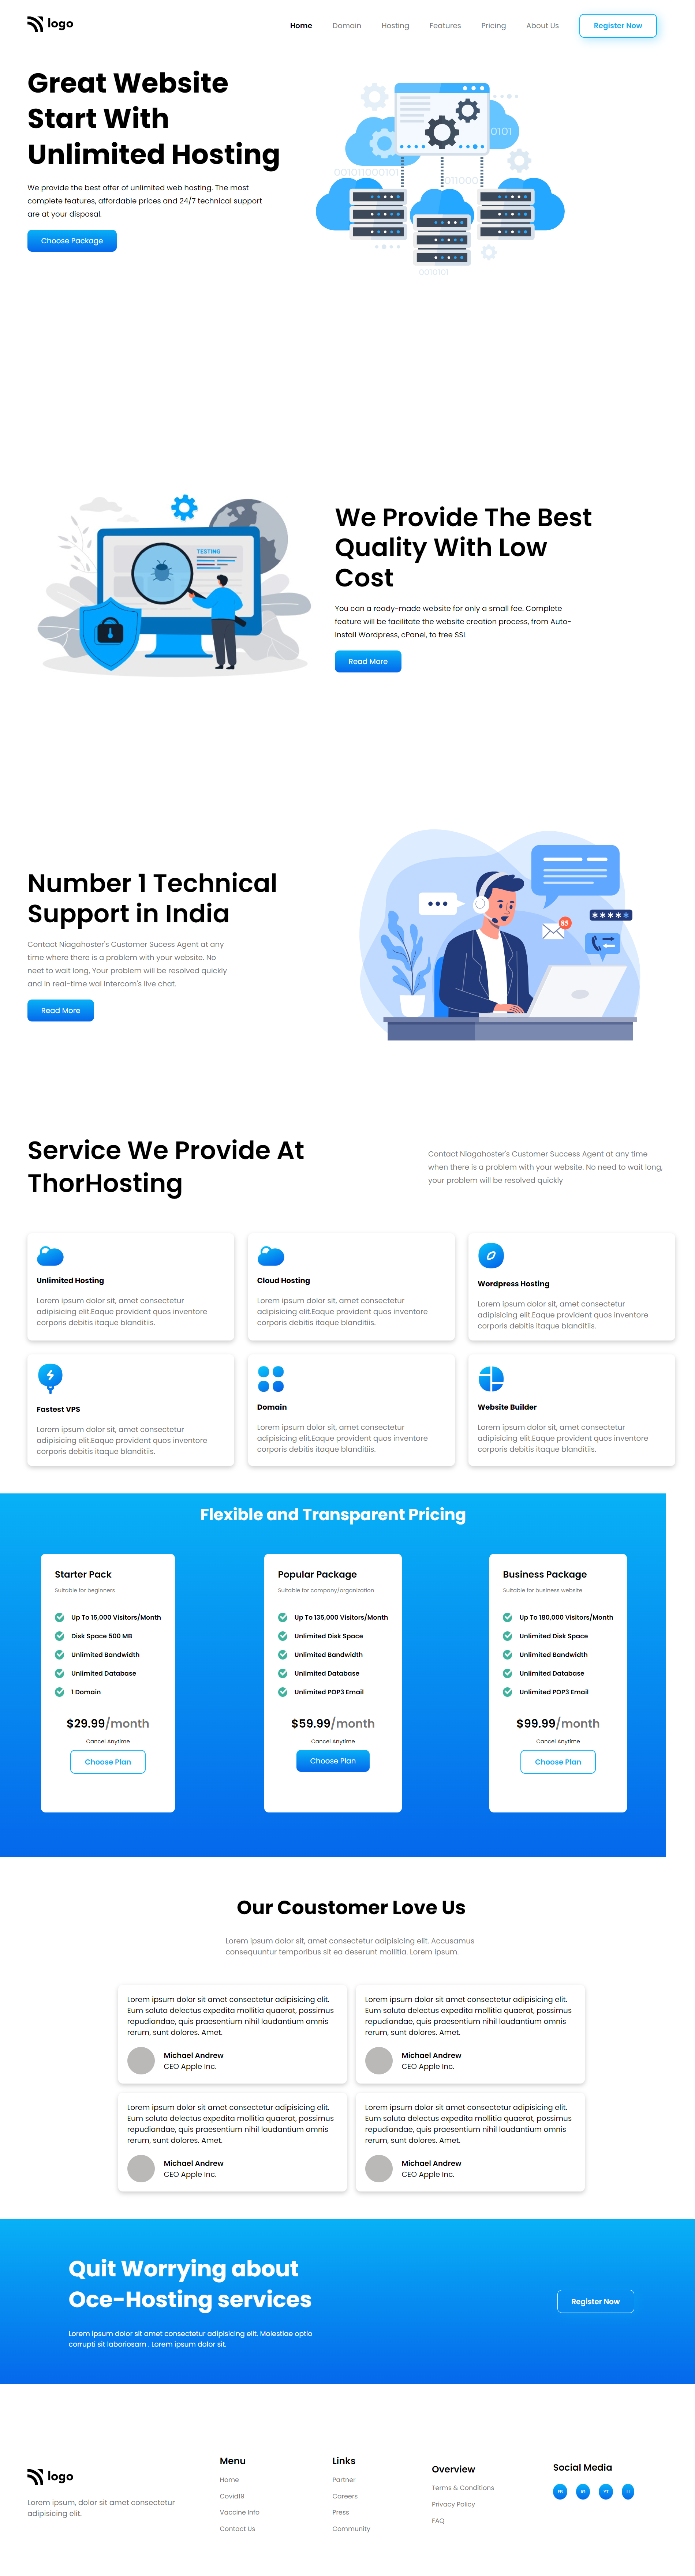 logo
Home Domain Hosting Features Pricing About Us Register Now
Great Website
Start With
Unlimited Hosting
We provide the best offer of unlimited web hosting. The most
complete features, affordable prices and 24/7 technical support
are at your disposal.
Choose Package
0101
001011000101
011000
0010101
TESTING
We Provide The Best
Quality With Low
Cost
You can a ready-made website for only a small fee. Complete
feature will be facilitate the website creation process, from Auto-
Install Wordpress, cPanel, to free SSL
Read More
Number 1 Technical
Support in India
Contact Niagahoster's Customer Sucess Agent at any
time where there is a problem with your website. No
neet to wait long, Your problem will be resolved quickly
and in real-time wai Intercom's live chat.
Read More
85
*****
Service We Provide At
ThorHosting
Contact Niagahoster's Customer Success Agent at any time
when there is a problem with your website. No need to wait long,
your problem will be resolved quickly
Unlimited Hosting
Lorem ipsum dolor sit, amet consectetur
adipisicing elit.Eaque provident quos inventore
corporis debitis itaque blanditiis.
Cloud Hosting
Lorem ipsum dolor sit, amet consectetur
adipisicing elit.Eaque provident quos inventore
corporis debitis itaque blanditiis.
Wordpress Hosting
Lorem ipsum dolor sit, amet consectetur
adipisicing elit.Eaque provident quos inventore
corporis debitis itaque blanditiis.
Fastest VPS
Lorem ipsum dolor sit, amet consectetur
adipisicing elit.Eaque provident quos inventore
corporis debitis itaque blanditiis.
Domain
Lorem ipsum dolor sit, amet consectetur
adipisicing elit.Eaque provident quos inventore
corporis debitis itaque blanditiis.
Website Builder
Lorem ipsum dolor sit, amet consectetur
adipisicing elit.Eaque provident quos inventore
corporis debitis itaque blanditiis.
Flexible and Transparent Pricing
Starter Pack
Suitable for beginners
Up To 15,000 Visitors/Month
Disk Space 500 MB
Unlimited Bandwidth
Unlimited Database
1 Domain
$29.99/month
Cancel Anytime
Choose Plan
Popular Package
Suitable for company/organization
Up To 135,000 Visitors/Month
Unlimited Disk Space
Unlimited Bandwidth
Unlimited Database
Unlimited POP3 Email
$59.99/month
Cancel Anytime
Choose Plan
Business Package
Suitable for business website
Up To 180,000 Visitors/Month
Unlimited Disk Space
Unlimited Bandwidth
Unlimited Database
Unlimited POP3 Email
$99.99/month
Cancel Anytime
Choose Plan
Our Coustomer Love Us
Lorem ipsum dolor sit, amet consectetur adipisicing elit. Accusamus
consequuntur temporibus sit ea deserunt mollitia. Lorem ipsum.
Lorem ipsum dolor sit amet consectetur adipisicing elit.
Eum soluta delectus expedita mollitia quaerat, possimus
repudiandae, quis praesentium nihil laudantium omnis
rerum, sunt dolores. Amet.
Michael Andrew
CEO Apple Inc.
Lorem ipsum dolor sit amet consectetur adipisicing elit.
Eum soluta delectus expedita mollitia quaerat, possimus
repudiandae, quis praesentium nihil laudantium omnis
rerum, sunt dolores. Amet.
Michael Andrew
CEO Apple Inc.
Lorem ipsum dolor sit amet consectetur adipisicing elit.
Eum soluta delectus expedita mollitia quaerat, possimus
repudiandae, quis praesentium nihil laudantium omnis
rerum, sunt dolores. Amet.
Michael Andrew
CEO Apple Inc.
Lorem ipsum dolor sit amet consectetur adipisicing elit.
Eum soluta delectus expedita mollitia quaerat, possimus
repudiandae, quis praesentium nihil laudantium omnis
rerum, sunt dolores. Amet.
Michael Andrew
CEO Apple Inc.
Quit Worrying about
Oce-Hosting services
Lorem ipsum dolor sit amet consectetur adipisicing elit. Molestiae optio
corrupti sit laboriosam . Lorem ipsum dolor sit.
Register Now
logo
Lorem ipsum, dolor sit amet consectetur
adipisicing elit.
Menu
Home
Covid19
Vaccine Info
Contact Us
Links
Partner
Careers
Press
Community
Overview
Terms & Conditions
Privacy Policy
FAQ
Social Media
FB
YT